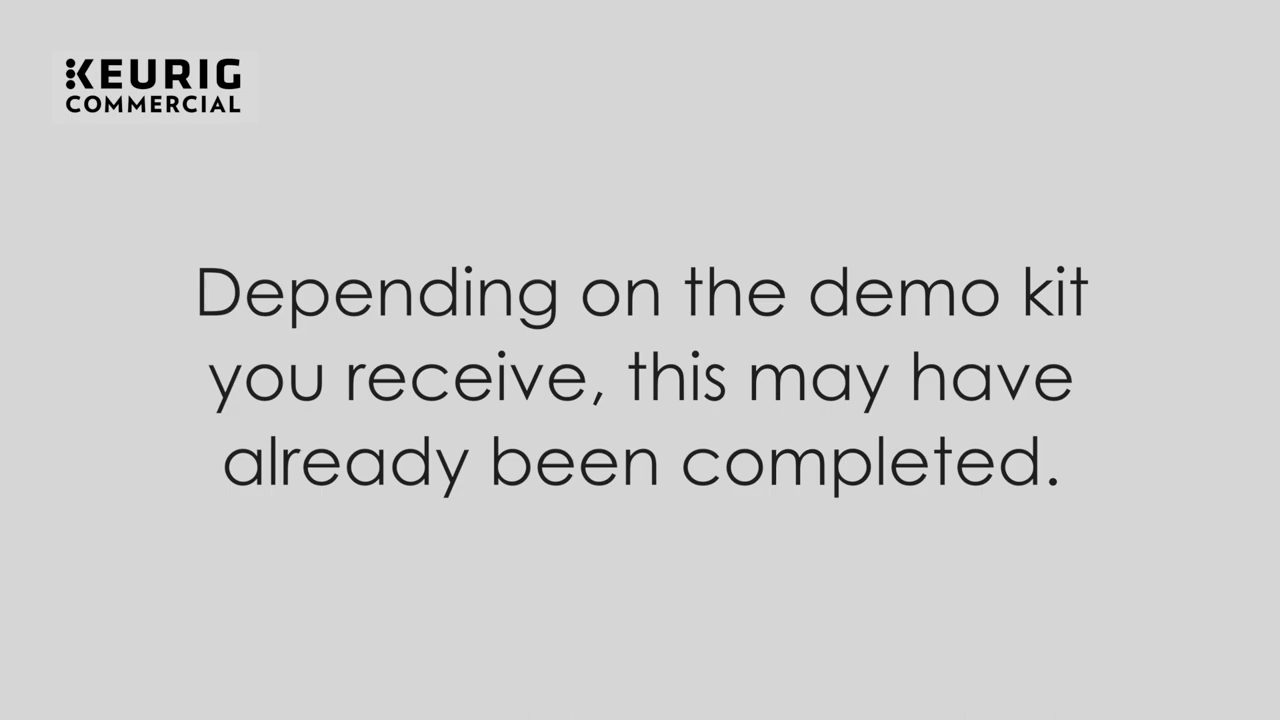 KEURIG
COMMERCIAL
Depending on the demo kit
you receive, this may have
already been completed.